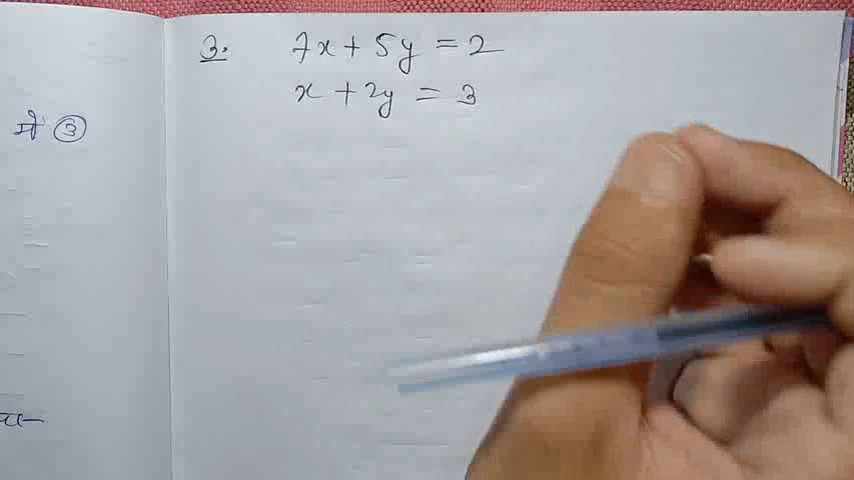 3. 7x + 5y = 2
x + 2y = 3
में ③